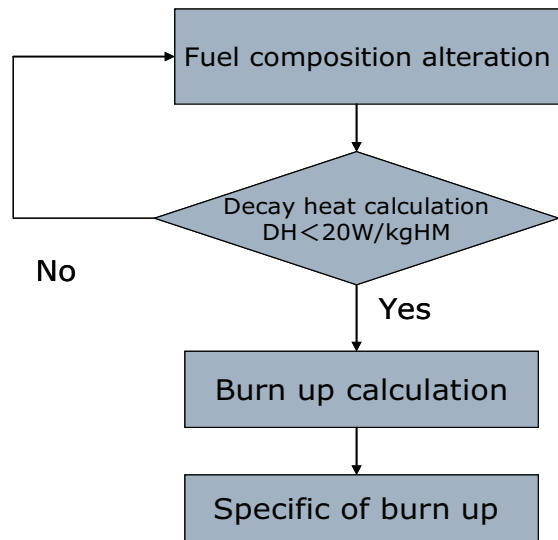 Fuel composition alteration
Decay heat calculation
DH＜20W/kgHM
No
Yes
Burn up calculation
Specific of burn up